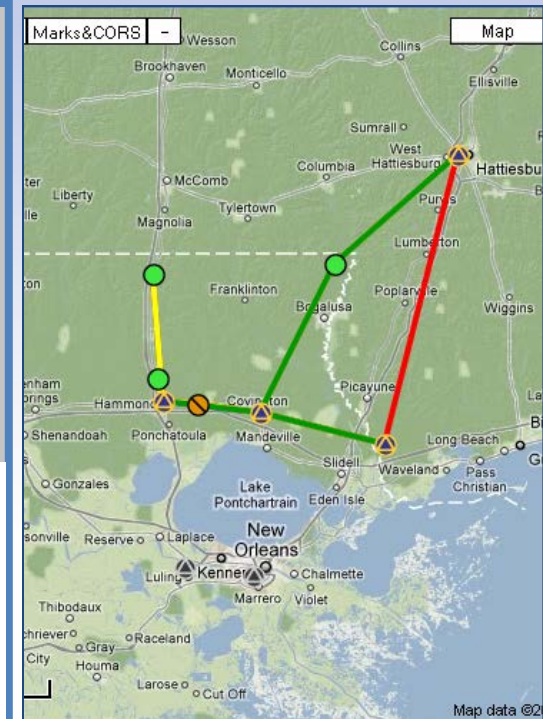 Marks&CORS
-
Map
Wesson
Collins
Brookhaven
Monticello
Ellisville
Sumrall
West
Hattiesburg
Hattiesbu
Columbia
McComb
Liberty
Tylertown
Purvis
Magnolia
Lumberton
Franklinton
Poplarville
Bogalusa
Wiggins
Picayune
Hammond
Covington
Ponchatoula
Mandeville
Shenandoah
Long Beach
Slidell
Waveland
Pass
Christian
Gonzales
Lake
Pontchartrain
Eden Isle
New
Orleans
Reserve
Laplace
Luling
Kenner
Chalmette
Marrero
Violet
Thibodaux
Raceland
Gray
City
Houma
Larose
Cut Off
Map data ©2